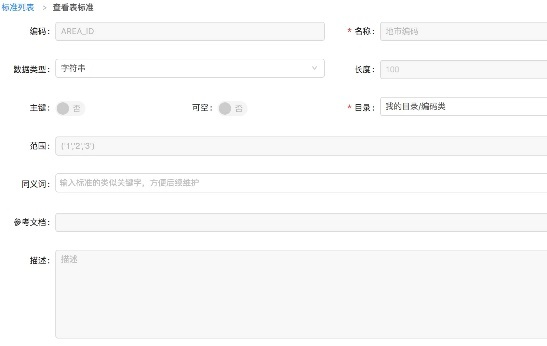 标准列表 > 查看表标准
编码: AREA_ID * 名称: 地市编码
数据类型: 字符串 长度: 100
主键: 否 可空: 否 * 目录: 我的目录/编码类
范围: ('1','2','3')
同义词: 输入标准的类似关键字，方便后续维护
参考文档:
描述: 描述